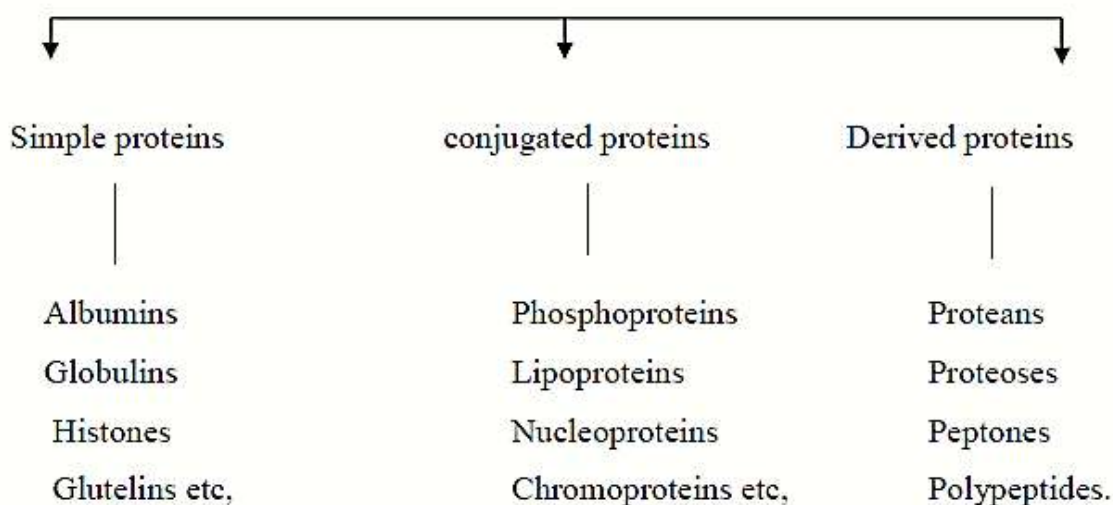 Simple proteins conjugated proteins Derived proteins
Albumins Phosphoproteins Proteans
Globulins Lipoproteins Proteoses
Histones Nucleoproteins Peptones
Glutelins etc, Chromoproteins etc, Polypeptides.